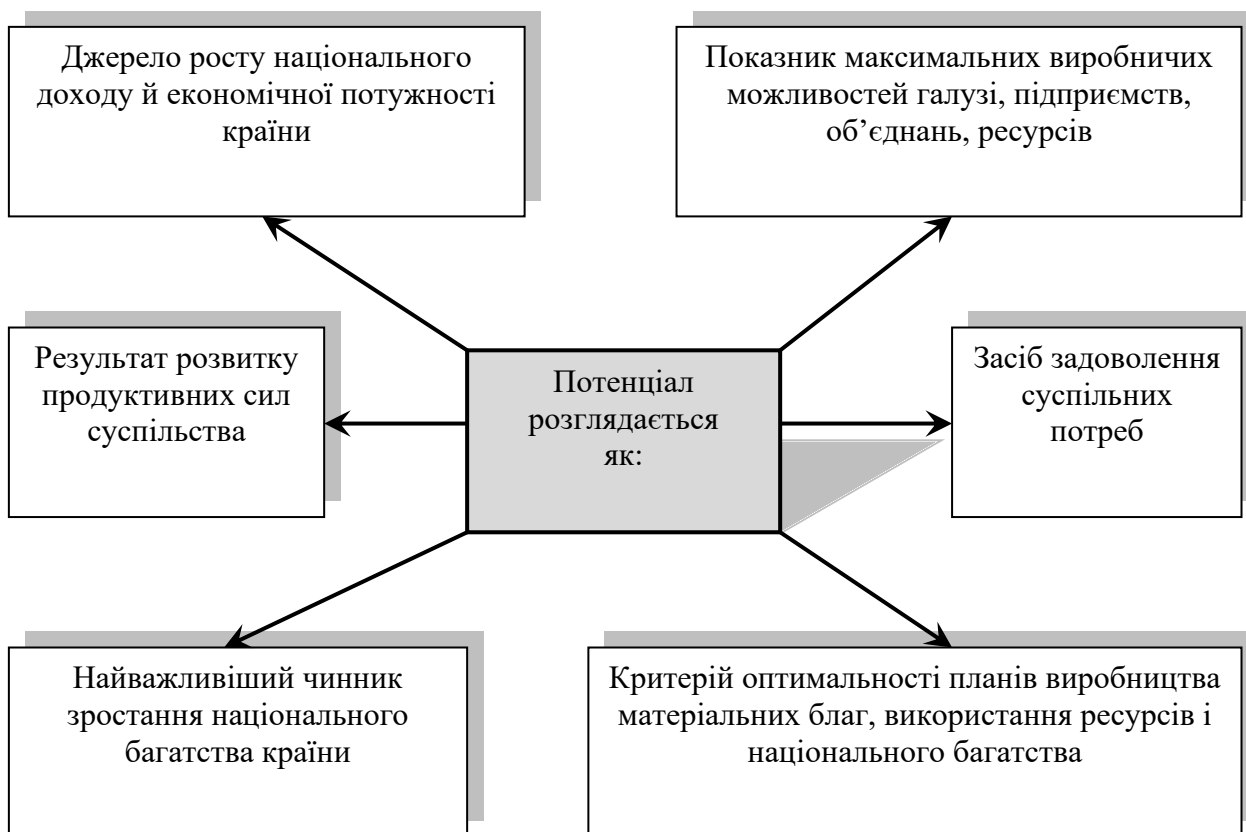 Джерело росту національного
доходу й економічної потужності
країни
Показник максимальних виробничих
можливостей галузі, підприємств,
об’єднань, ресурсів
Результат розвитку
продуктивних сил
суспільства
Потенціал
розглядається
як:
Засіб задоволення
суспільних
потреб
Найважливіший чинник
зростання національного
багатства країни
Критерій оптимальності планів виробництва
матеріальних благ, використання ресурсів і
національного багатства